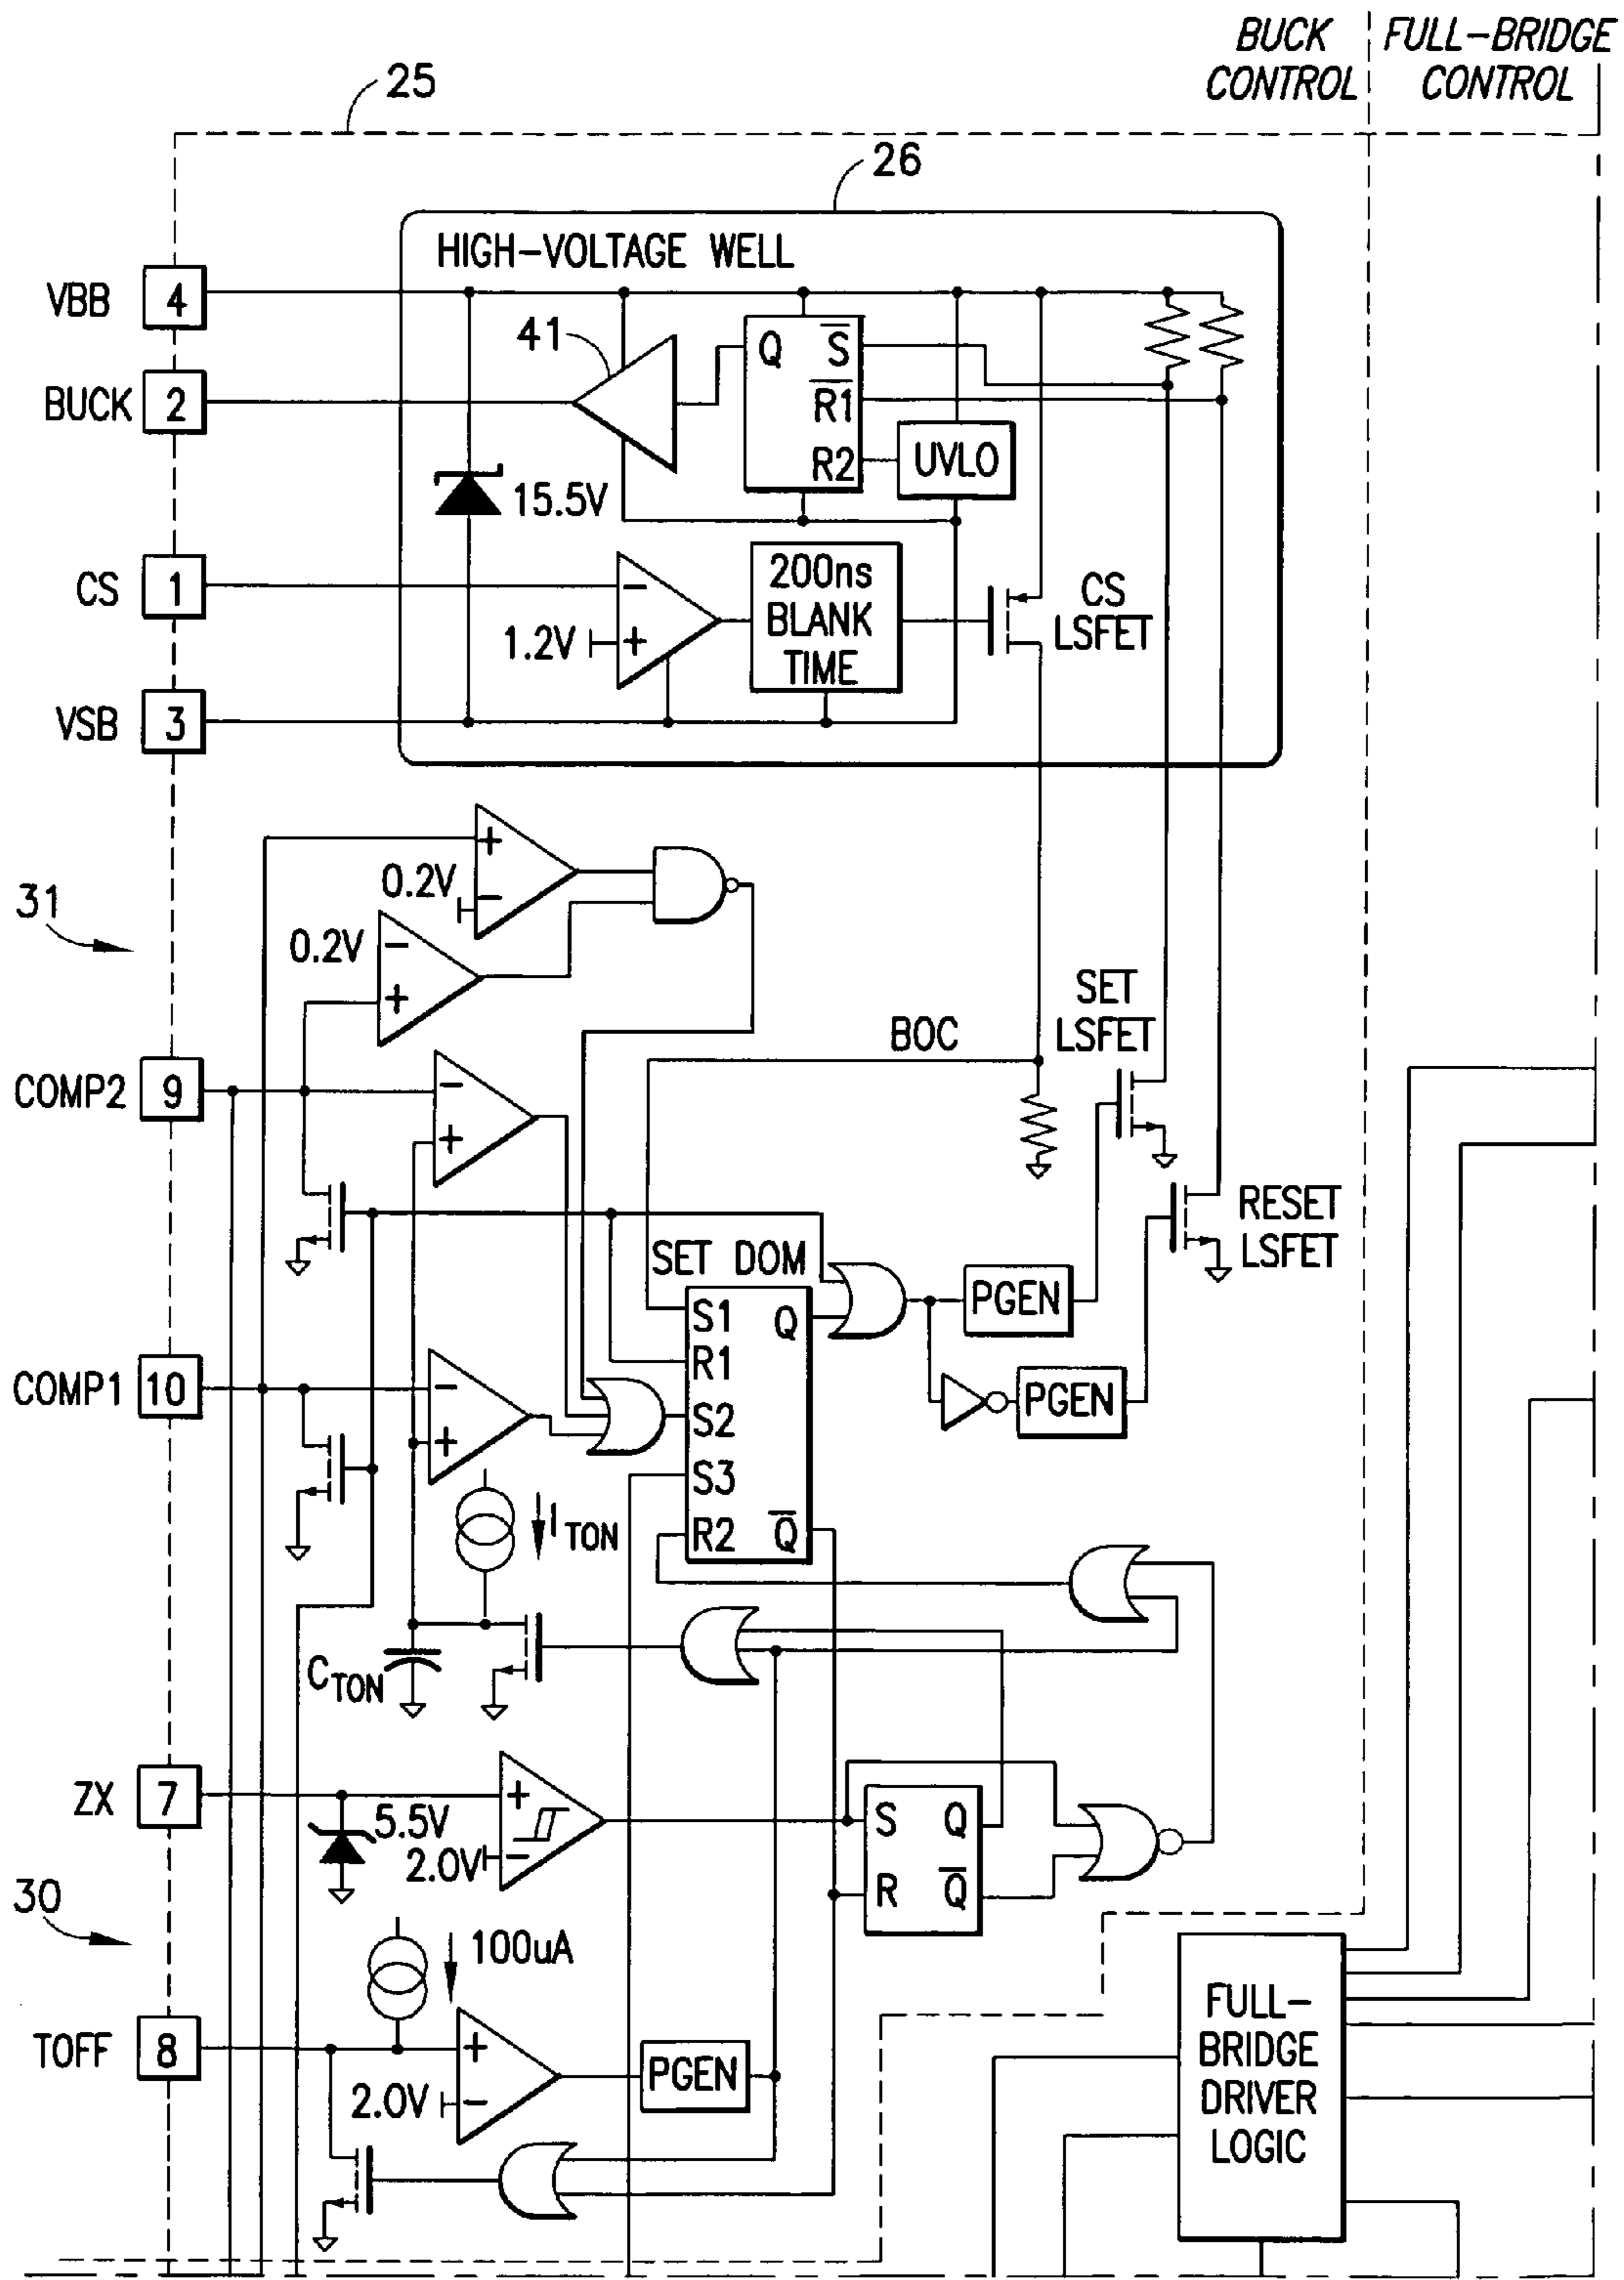 BUCK CONTROL
FULL-BRIDGE CONTROL
25
26
HIGH-VOLTAGE WELL
VBB 4
41
Q S̅
R̅1̅
R2
UVLO
BUCK 2
15.5V
CS 1
−
1.2V
+
200ns
BLANK
TIME
CS
LSFET
VSB 3
+
0.2V
−
31
0.2V
−
+
SET
LSFET
BOC
COMP2 9
−
+
RESET
LSFET
SET DOM
S1 Q
R1
S2
S3
R2 Q̅
PGEN
PGEN
COMP1 10
−
+
ITON
CTON
ZX 7
+
5.5V
2.0V
−
S Q
R Q̅
30
100uA
TOFF 8
+
2.0V
−
PGEN
FULL-
BRIDGE
DRIVER
LOGIC